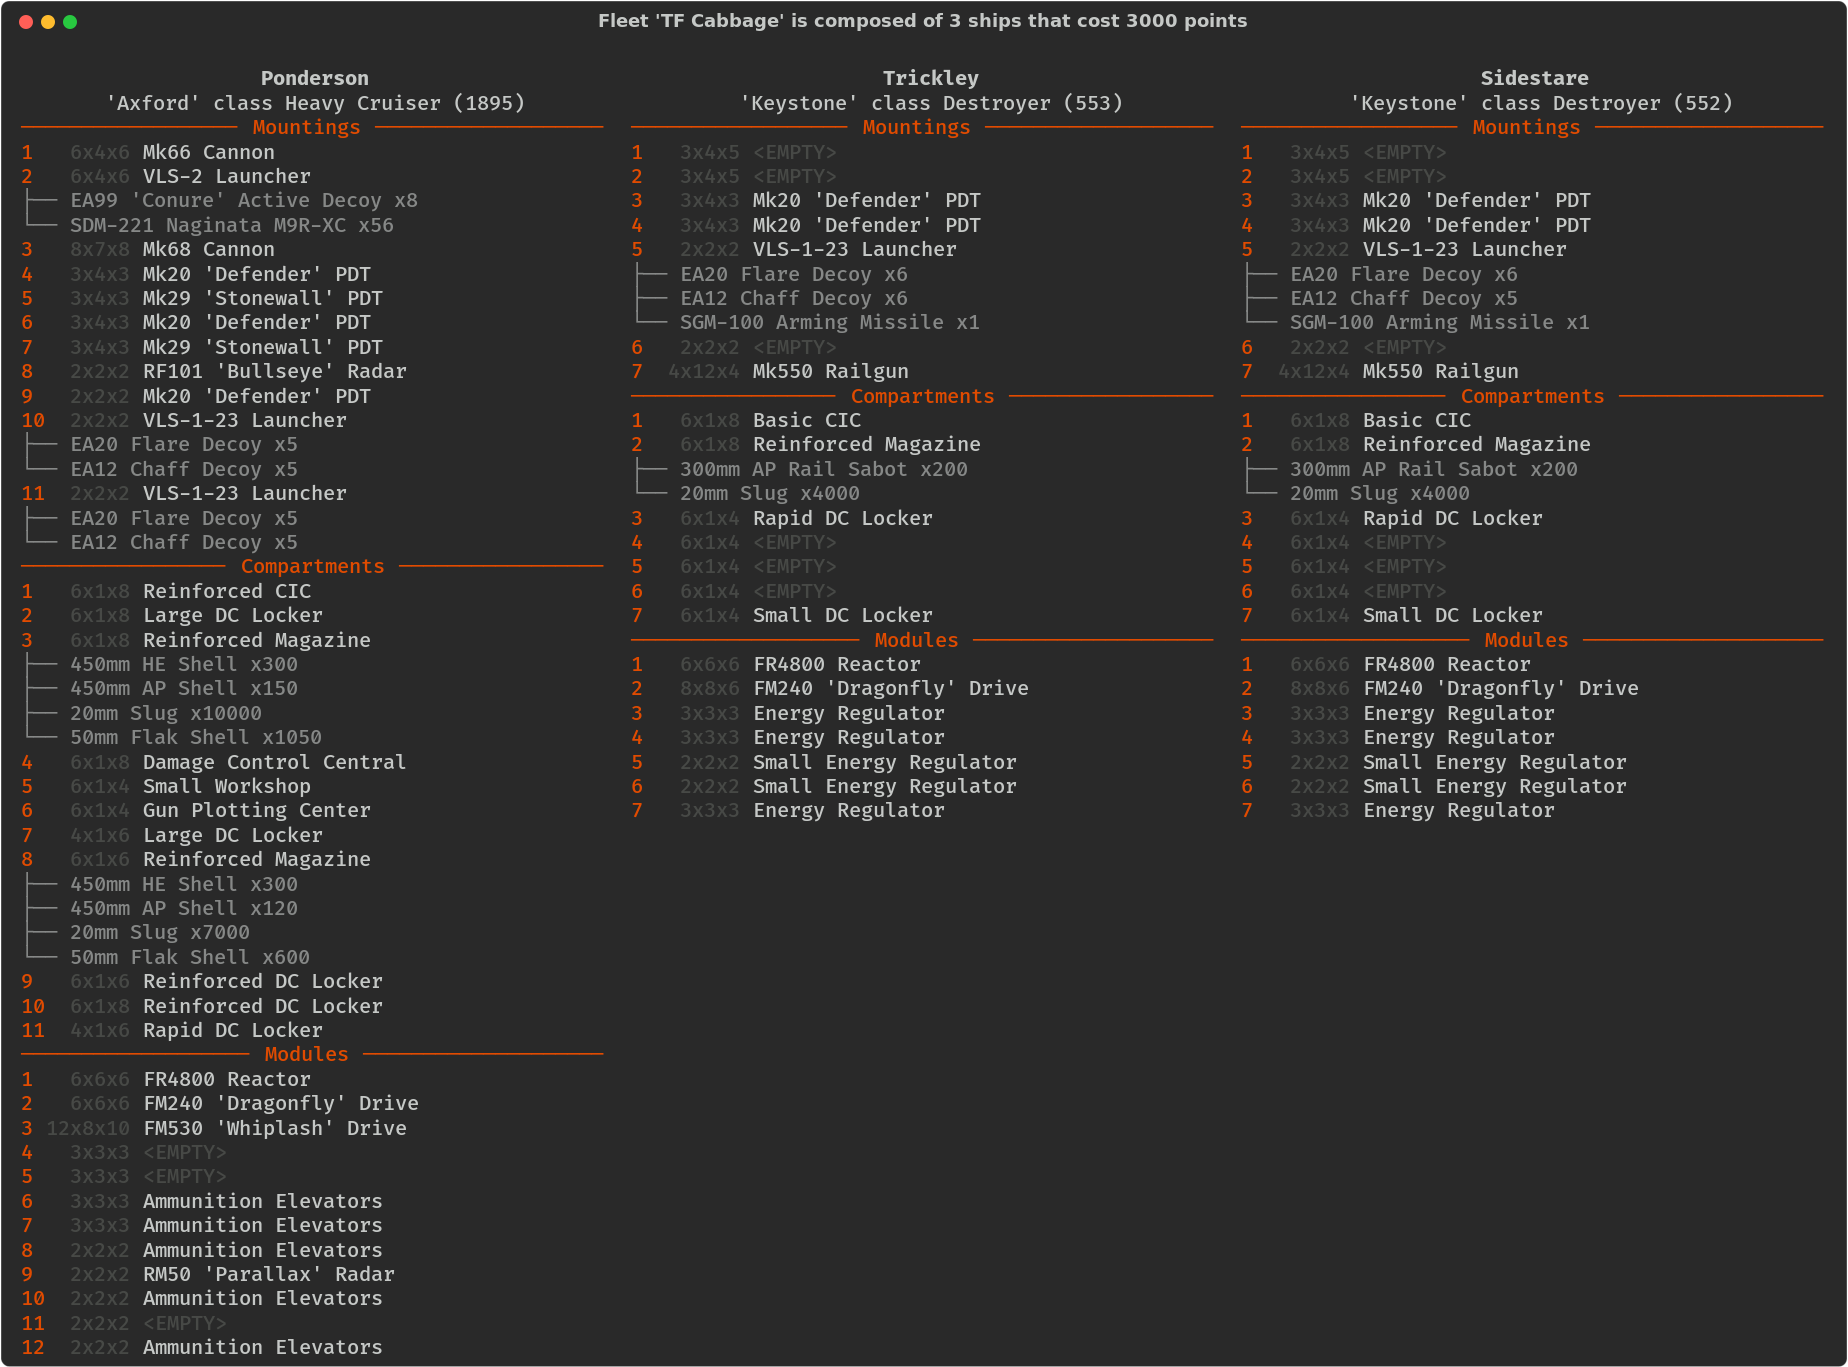 Fleet 'TF Cabbage' is composed of 3 ships that cost 3000 points
Ponderson
'Axford' class Heavy Cruiser (1895)
Mountings
1 6x4x6 Mk66 Cannon
2 6x4x6 VLS-2 Launcher
EA99 'Conure' Active Decoy x8
SDM-221 Naginata M9R-XC x56
3 8x7x8 Mk68 Cannon
4 3x4x3 Mk20 'Defender' PDT
5 3x4x3 Mk29 'Stonewall' PDT
6 3x4x3 Mk20 'Defender' PDT
7 3x4x3 Mk29 'Stonewall' PDT
8 2x2x2 RF101 'Bullseye' Radar
9 2x2x2 Mk20 'Defender' PDT
10 2x2x2 VLS-1-23 Launcher
EA20 Flare Decoy x5
EA12 Chaff Decoy x5
11 2x2x2 VLS-1-23 Launcher
EA20 Flare Decoy x5
EA12 Chaff Decoy x5
Compartments
1 6x1x8 Reinforced CIC
2 6x1x8 Large DC Locker
3 6x1x8 Reinforced Magazine
450mm HE Shell x300
450mm AP Shell x150
20mm Slug x10000
50mm Flak Shell x1050
4 6x1x8 Damage Control Central
5 6x1x4 Small Workshop
6 6x1x4 Gun Plotting Center
7 4x1x6 Large DC Locker
8 6x1x6 Reinforced Magazine
450mm HE Shell x300
450mm AP Shell x120
20mm Slug x7000
50mm Flak Shell x600
9 6x1x6 Reinforced DC Locker
10 6x1x8 Reinforced DC Locker
11 4x1x6 Rapid DC Locker
Modules
1 6x6x6 FR4800 Reactor
2 6x6x6 FM240 'Dragonfly' Drive
3 12x8x10 FM530 'Whiplash' Drive
4 3x3x3 <EMPTY>
5 3x3x3 <EMPTY>
6 3x3x3 Ammunition Elevators
7 3x3x3 Ammunition Elevators
8 2x2x2 Ammunition Elevators
9 2x2x2 RM50 'Parallax' Radar
10 2x2x2 Ammunition Elevators
11 2x2x2 <EMPTY>
12 2x2x2 Ammunition Elevators
Trickley
'Keystone' class Destroyer (553)
Mountings
1 3x4x5 <EMPTY>
2 3x4x5 <EMPTY>
3 3x4x3 Mk20 'Defender' PDT
4 3x4x3 Mk20 'Defender' PDT
5 2x2x2 VLS-1-23 Launcher
EA20 Flare Decoy x6
EA12 Chaff Decoy x6
SGM-100 Arming Missile x1
6 2x2x2 <EMPTY>
7 4x12x4 Mk550 Railgun
Compartments
1 6x1x8 Basic CIC
2 6x1x8 Reinforced Magazine
300mm AP Rail Sabot x200
20mm Slug x4000
3 6x1x4 Rapid DC Locker
4 6x1x4 <EMPTY>
5 6x1x4 <EMPTY>
6 6x1x4 <EMPTY>
7 6x1x4 Small DC Locker
Modules
1 6x6x6 FR4800 Reactor
2 8x8x6 FM240 'Dragonfly' Drive
3 3x3x3 Energy Regulator
4 3x3x3 Energy Regulator
5 2x2x2 Small Energy Regulator
6 2x2x2 Small Energy Regulator
7 3x3x3 Energy Regulator
Sidestare
'Keystone' class Destroyer (552)
Mountings
1 3x4x5 <EMPTY>
2 3x4x5 <EMPTY>
3 3x4x3 Mk20 'Defender' PDT
4 3x4x3 Mk20 'Defender' PDT
5 2x2x2 VLS-1-23 Launcher
EA20 Flare Decoy x6
EA12 Chaff Decoy x5
SGM-100 Arming Missile x1
6 2x2x2 <EMPTY>
7 4x12x4 Mk550 Railgun
Compartments
1 6x1x8 Basic CIC
2 6x1x8 Reinforced Magazine
300mm AP Rail Sabot x200
20mm Slug x4000
3 6x1x4 Rapid DC Locker
4 6x1x4 <EMPTY>
5 6x1x4 <EMPTY>
6 6x1x4 <EMPTY>
7 6x1x4 Small DC Locker
Modules
1 6x6x6 FR4800 Reactor
2 8x8x6 FM240 'Dragonfly' Drive
3 3x3x3 Energy Regulator
4 3x3x3 Energy Regulator
5 2x2x2 Small Energy Regulator
6 2x2x2 Small Energy Regulator
7 3x3x3 Energy Regulator